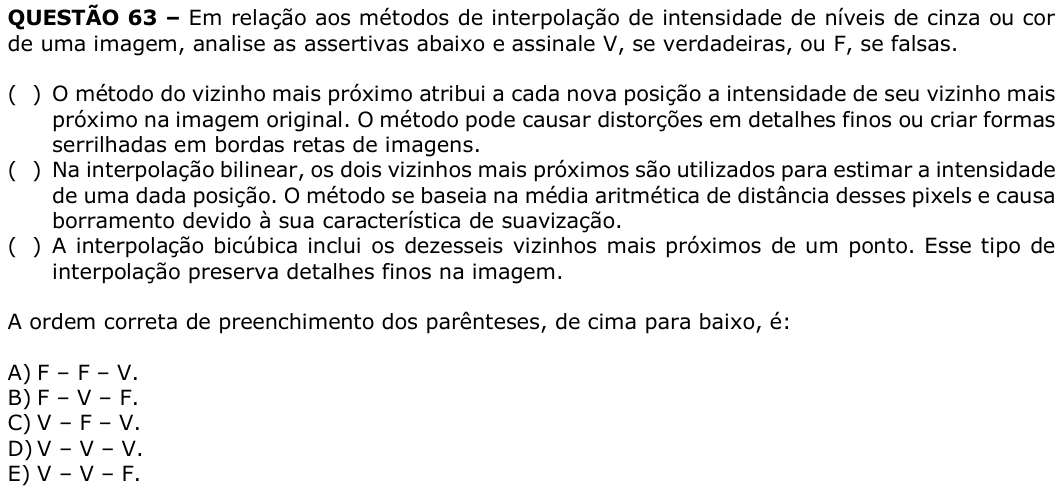 QUESTÃO 63 – Em relação aos métodos de interpolação de intensidade de níveis de cinza ou cor
de uma imagem, analise as assertivas abaixo e assinale V, se verdadeiras, ou F, se falsas.
( ) O método do vizinho mais próximo atribui a cada nova posição a intensidade de seu vizinho mais
próximo na imagem original. O método pode causar distorções em detalhes finos ou criar formas
serrilhadas em bordas retas de imagens.
( ) Na interpolação bilinear, os dois vizinhos mais próximos são utilizados para estimar a intensidade
de uma dada posição. O método se baseia na média aritmética de distância desses pixels e causa
borramento devido à sua característica de suavização.
( ) A interpolação bicúbica inclui os dezesseis vizinhos mais próximos de um ponto. Esse tipo de
interpolação preserva detalhes finos na imagem.
A ordem correta de preenchimento dos parênteses, de cima para baixo, é:
A) F – F – V.
B) F – V – F.
C) V – F – V.
D) V – V – V.
E) V – V – F.